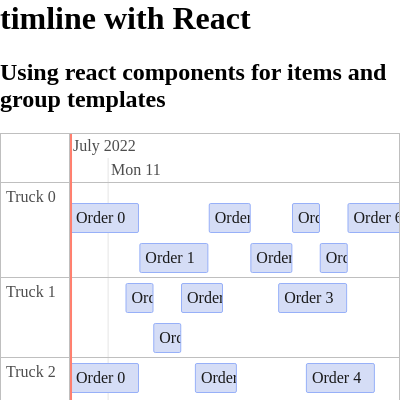 timline with React
Using react components for items and
group templates
July 2022
Mon 11
Truck 0
Order 0
Order
Ord
Order 6
Order 1
Order
Ord
Truck 1
Ord
Order
Order 3
Ord
Truck 2
Order 0
Order
Order 4